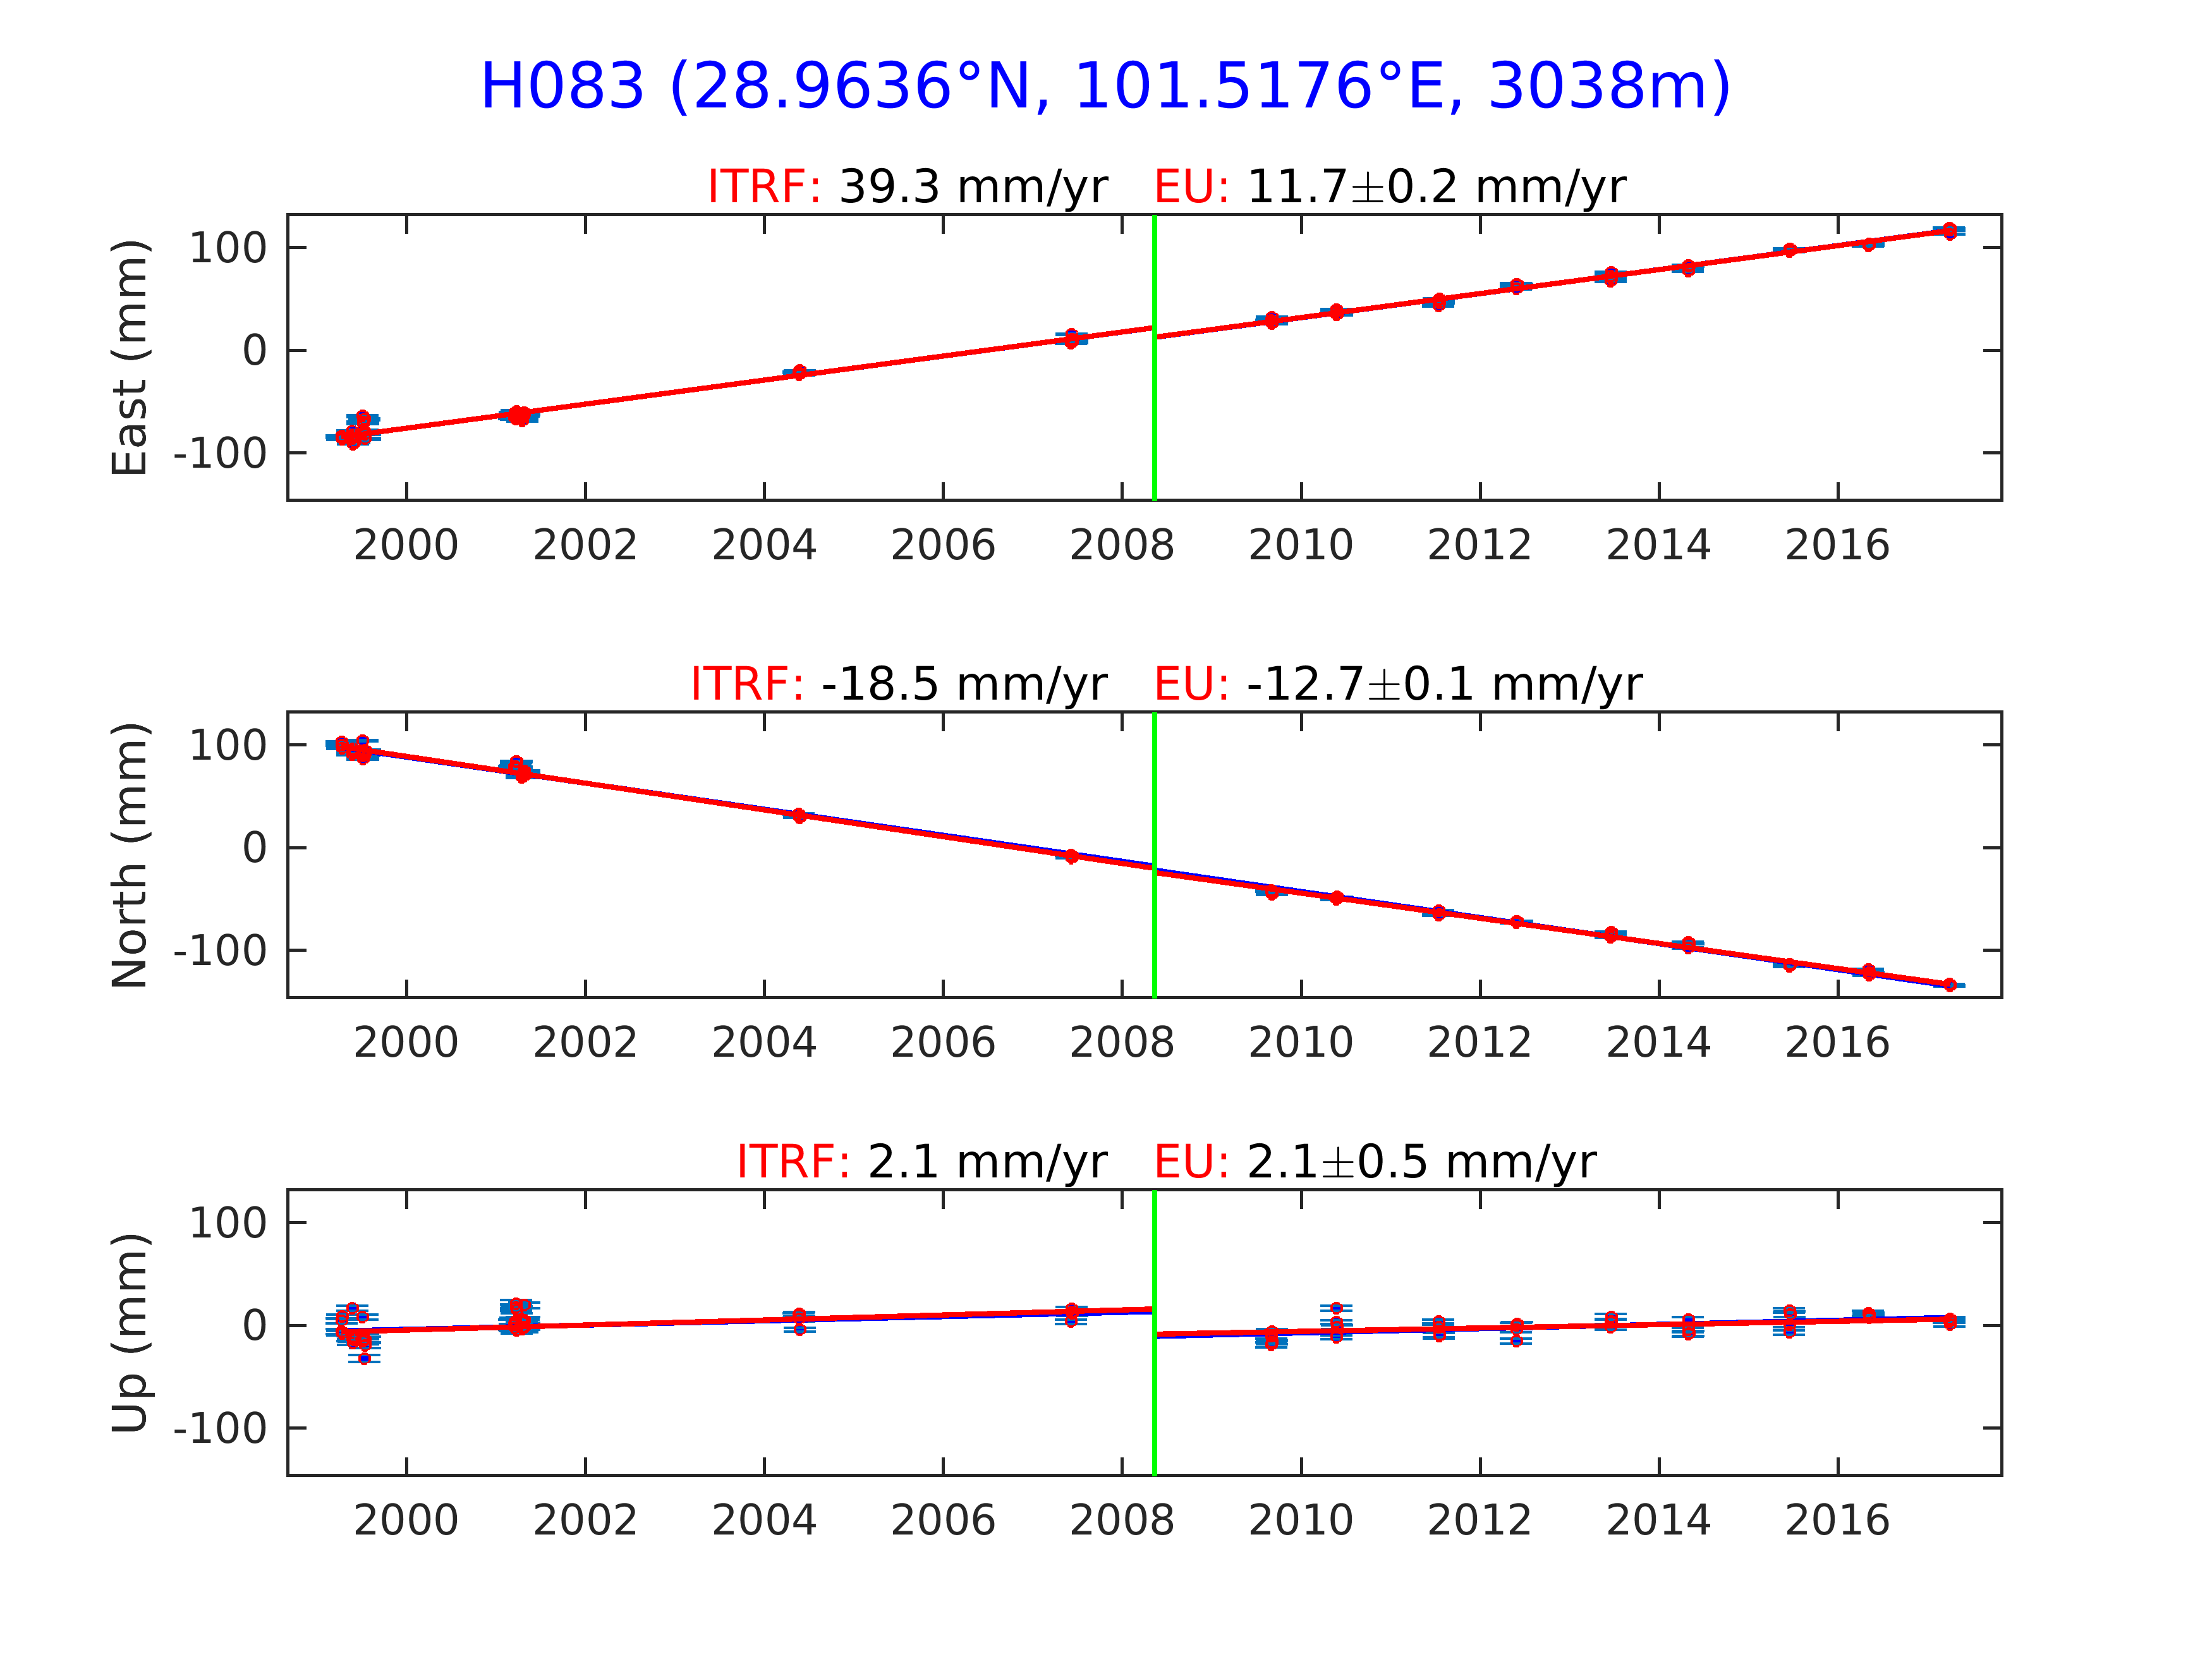 H083 (28.9636°N, 101.5176°E, 3038m)
ITRF: 39.3 mm/yr EU: 11.7±0.2 mm/yr
East (mm)
100
0
-100
2000 2002 2004 2006 2008 2010 2012 2014 2016
ITRF: -18.5 mm/yr EU: -12.7±0.1 mm/yr
North (mm)
100
0
-100
2000 2002 2004 2006 2008 2010 2012 2014 2016
ITRF: 2.1 mm/yr EU: 2.1±0.5 mm/yr
Up (mm)
100
0
-100
2000 2002 2004 2006 2008 2010 2012 2014 2016